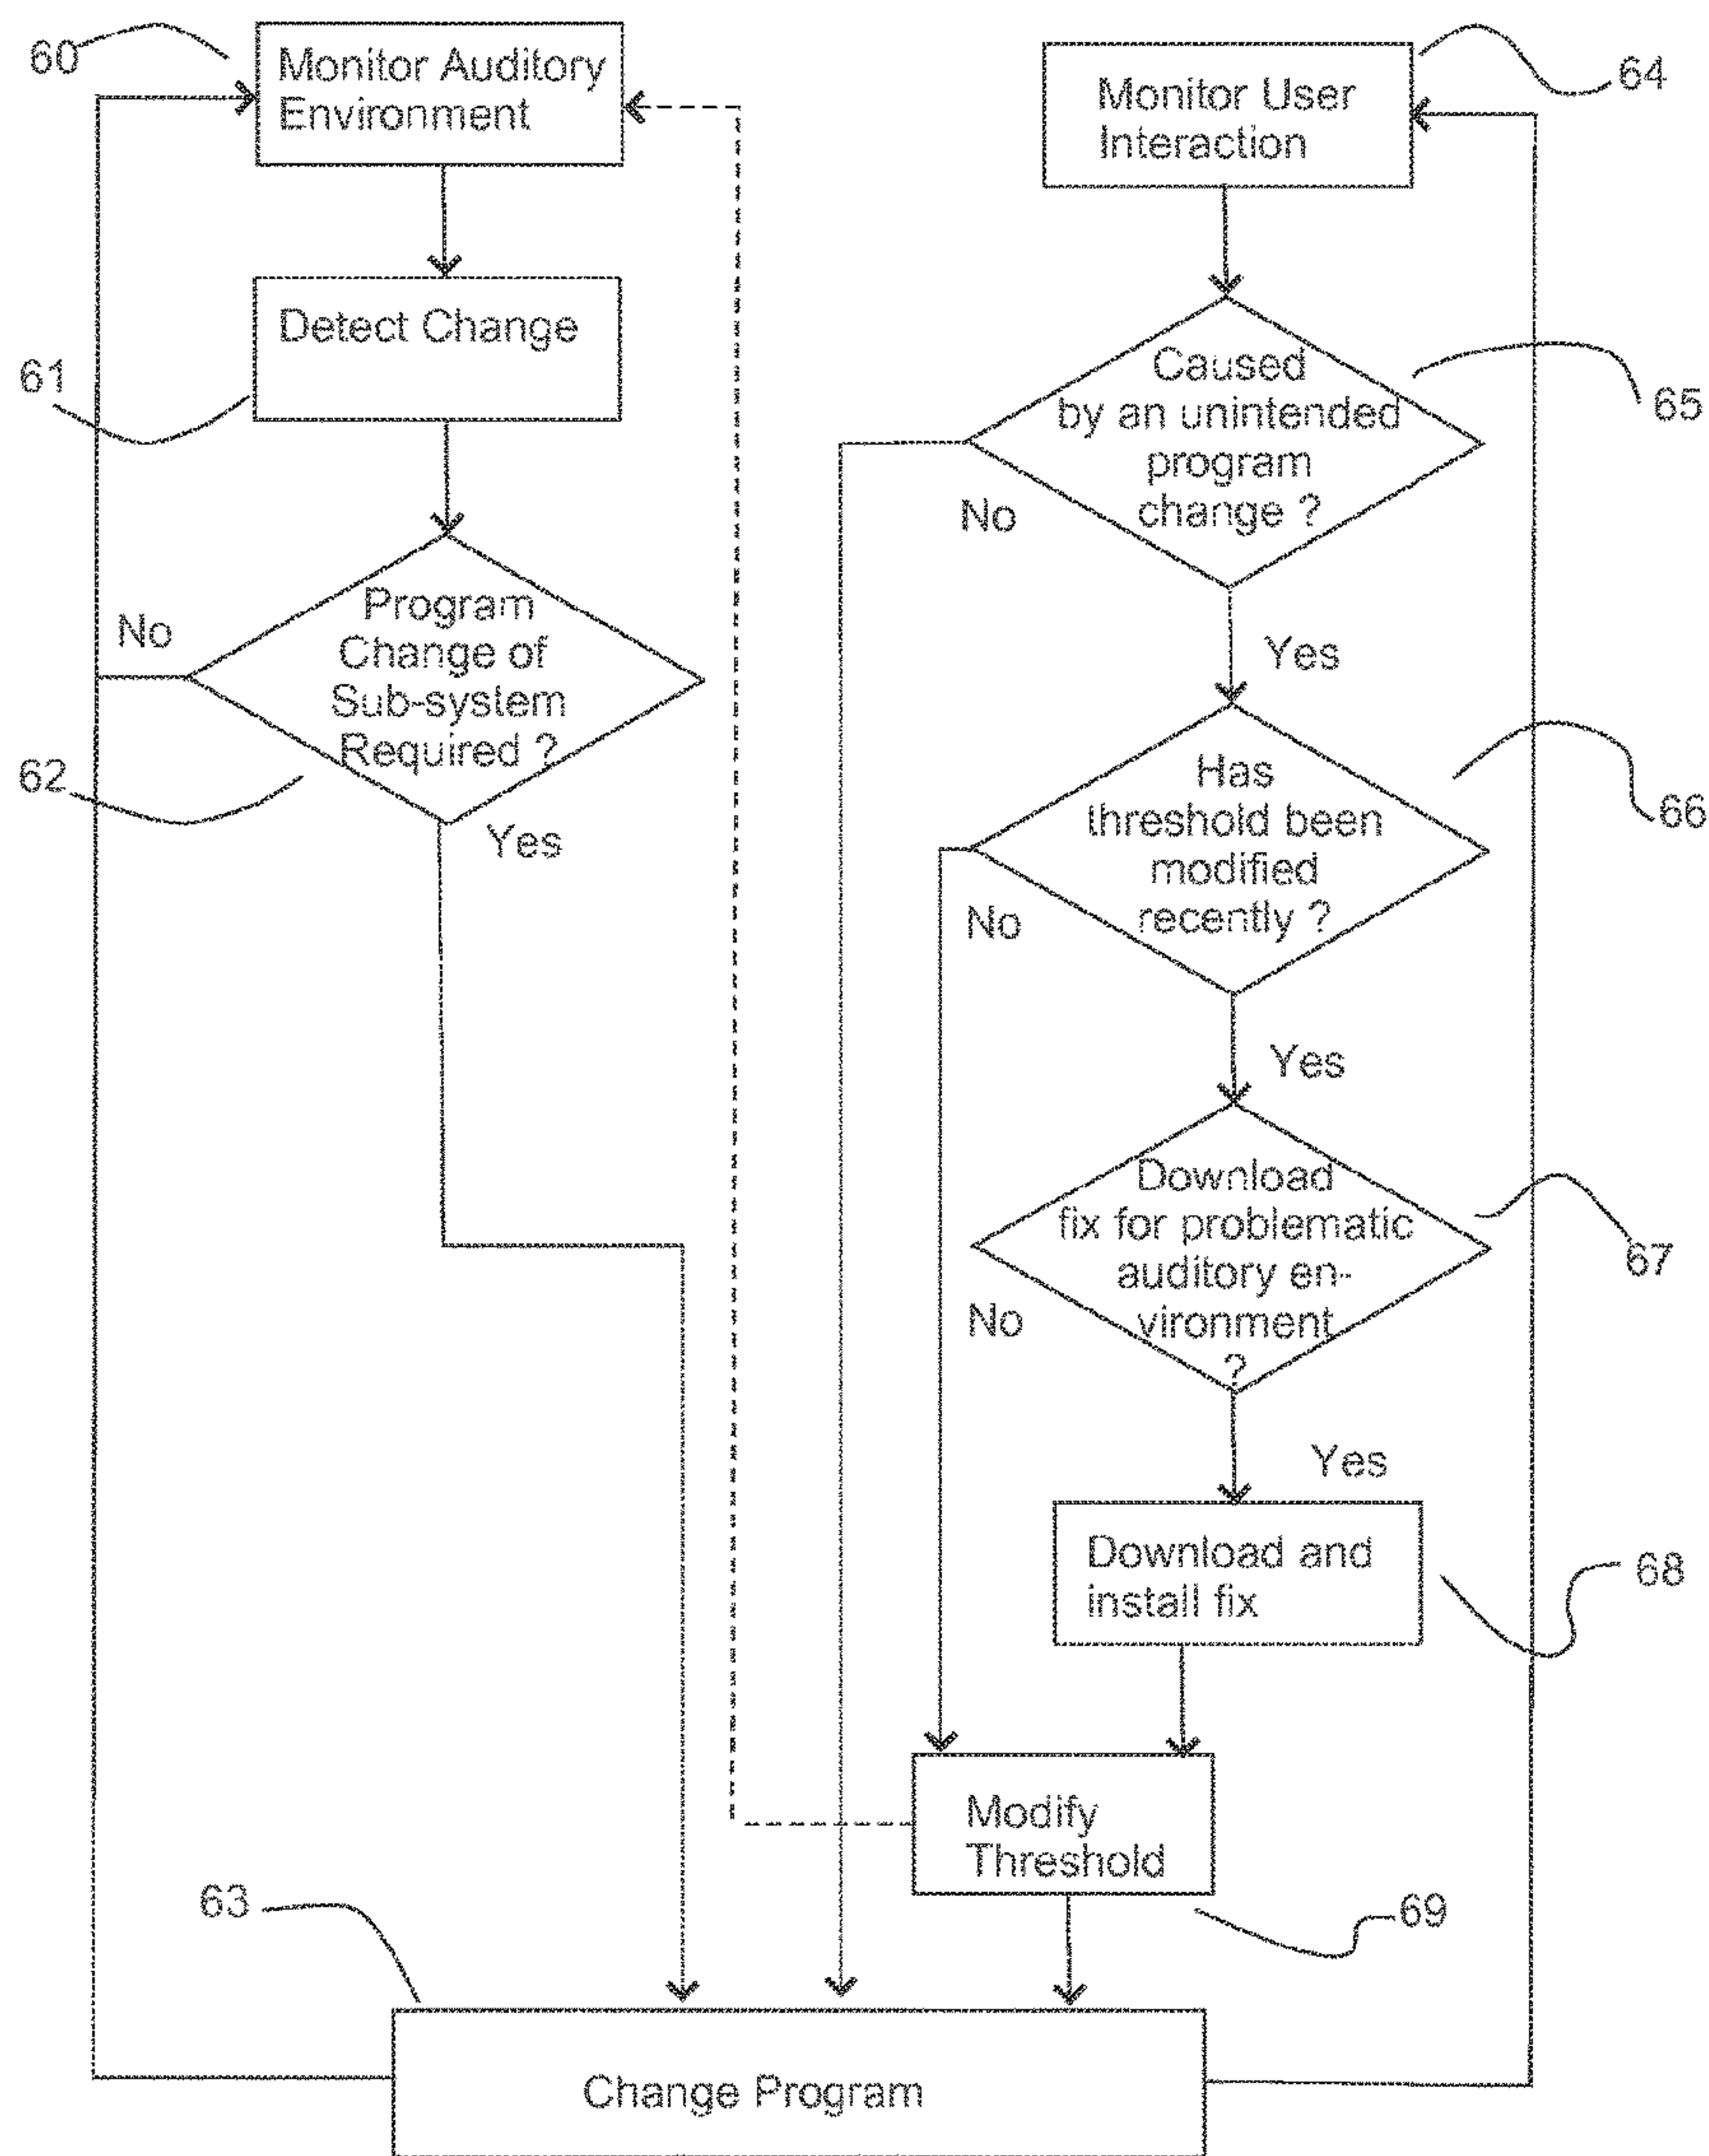 60
Monitor Auditory
Environment
Detect Change
61
Program
Change of
Sub-system
Required ?
No
62
Yes
64
Monitor User
Interaction
Caused
by an unintended
program
change ?
65
No
Yes
Has
threshold been
modified
recently ?
66
No
Yes
Download
fix for problematic
auditory en-
vironment
?
67
No
Yes
Download and
install fix
68
Modify
Threshold
69
63
Change Program